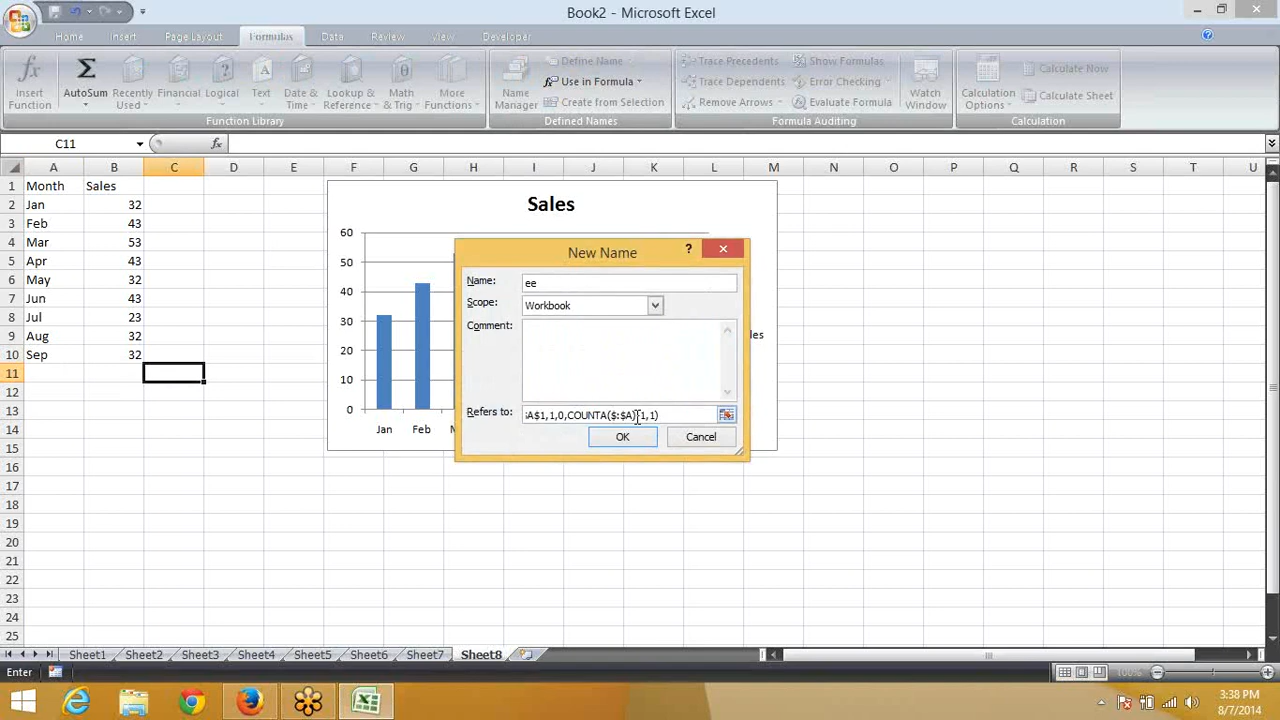 Book2 - Microsoft Excel
Home Insert Page Layout Formulas Data Review View Developer
Insert Function
AutoSum
Recently Used
Financial
Logical
Text
Date & Time
Lookup & Reference
Math & Trig
More Functions
Function Library
Name Manager
Define Name
Use in Formula
Create from Selection
Defined Names
Trace Precedents
Trace Dependents
Remove Arrows
Show Formulas
Error Checking
Evaluate Formula
Formula Auditing
Watch Window
Calculation Options
Calculate Now
Calculate Sheet
Calculation
C11
fx
A B C D E F G H I J K L M N O P Q R S T U
1 Month Sales
2 Jan 32
3 Feb 43
4 Mar 53
5 Apr 43
6 May 32
7 Jun 43
8 Jul 23
9 Aug 32
10 Sep 32
11
12
13
14
15
16
17
18
19
20
21
22
23
24
25
Sales
60
50
40
30
20
10
0
Jan Feb
les
New Name
?
Name: ee
Scope: Workbook
Comment:
Refers to: A$1,1,0,COUNTA($:$A)-1,1)
OK Cancel
Sheet1 Sheet2 Sheet3 Sheet4 Sheet5 Sheet6 Sheet7 Sheet8
Enter
100%
3:38 PM
8/7/2014